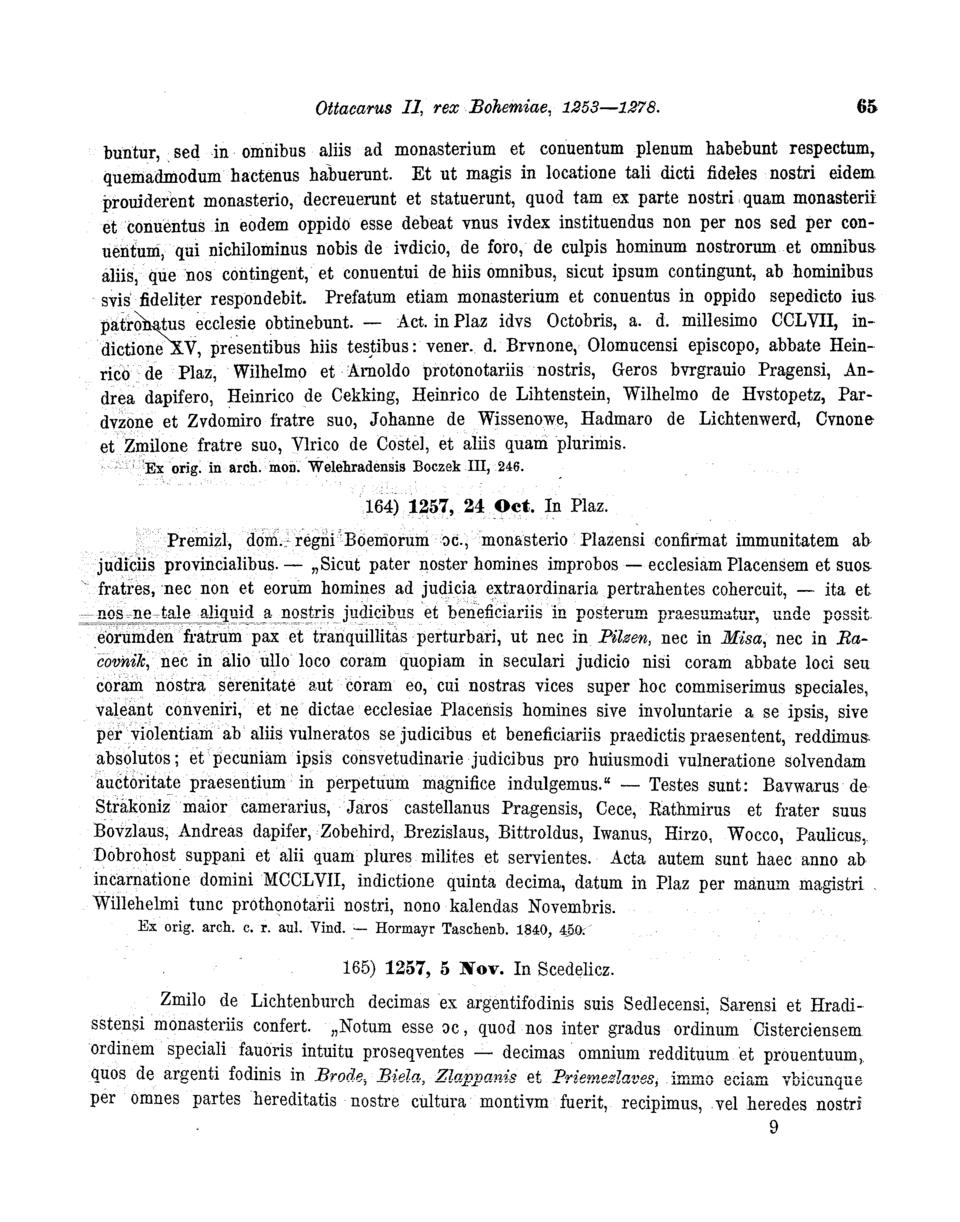 Ottacarus II, rex Bohemiae, 1253—1278. 65
buntur, sed in omnibus aliis ad monasterium et conuentum plenum habebunt respectum,
quemadmodum hactenus habuerunt. Et ut magis in locatione tali dicti fideles nostri eidem
prouiderent monasterio, decreuerunt et statuerunt, quod tam ex parte nostri quam monasterii
et conuentus in eodem oppido esse debeat vnus ivdex instituendus non per nos sed per con-
uentum, qui nichilominus nobis de ivdicio, de foro, de culpis hominum nostrorum et omnibus
aliis, que nos contingent, et conuentui de hiis omnibus, sicut ipsum contingunt, ab hominibus
svis fideliter respondebit. Prefatum etiam monasterium et conuentus in oppido sepedicto ius
patronatus ecclesie obtinebunt. — Act. in Plaz idvs Octobris, a. d. millesimo CCLVII, in-
dictione XV, presentibus hiis testibus: vener. d. Brvnone, Olomucensi episcopo, abbate Hein-
rico de Plaz, Wilhelmo et Arnoldo protonotariis nostris, Geros bvrgrauio Pragensi, An-
drea dapifero, Heinrico de Cekking, Heinrico de Lihtenstein, Wilhelmo de Hvstopetz, Par-
dvzone et Zvdomiro fratre suo, Johanne de Wissenowe, Hadmaro de Lichtenwerd, Cvnone
et Zmilone fratre suo, Vlrico de Costel, et aliis quam plurimis.
Ex orig. in arch. mon. Welehradensis Boczek III, 246.
164) 1257, 24 Oct. In Plaz.
Premizl, dom. regni Boemorum ɔc., monasterio Plazensi confirmat immunitatem ab
judiciis provincialibus. — „Sicut pater noster homines improbos — ecclesiam Placensem et suos
fratres, nec non et eorum homines ad judicia extraordinaria pertrahentes cohercuit, — ita et
nos ne tale aliquid a nostris judicibus et beneficiariis in posterum praesumatur, unde possit
eorumden fratrum pax et tranquillitas perturbari, ut nec in Pilzen, nec in Misa, nec in Ra-
covnik, nec in alio ullo loco coram quopiam in seculari judicio nisi coram abbate loci seu
coram nostra serenitate aut coram eo, cui nostras vices super hoc commiserimus speciales,
valeant conveniri, et ne dictae ecclesiae Placensis homines sive involuntarie a se ipsis, sive
per violentiam ab aliis vulneratos se judicibus et beneficiariis praedictis praesentent, reddimus
absolutos; et pecuniam ipsis consvetudinarie judicibus pro huiusmodi vulneratione solvendam
auctoritate praesentium in perpetuum magnifice indulgemus.“ — Testes sunt: Bavwarus de
Strakoniz maior camerarius, Jaros castellanus Pragensis, Cece, Rathmirus et frater suus
Bovzlaus, Andreas dapifer, Zobehird, Brezislaus, Bittroldus, Iwanus, Hirzo, Wocco, Paulicus,
Dobrohost suppani et alii quam plures milites et servientes. Acta autem sunt haec anno ab
incarnatione domini MCCLVII, indictione quinta decima, datum in Plaz per manum magistri
Willehelmi tunc prothonotarii nostri, nono kalendas Novembris.
Ex orig. arch. c. r. aul. Vind. — Hormayr Taschenb. 1840, 450.
165) 1257, 5 Nov. In Scedelicz.
Zmilo de Lichtenburch decimas ex argentifodinis suis Sedlecensi, Sarensi et Hradi-
sstensi monasteriis confert. „Notum esse ɔc, quod nos inter gradus ordinum Cisterciensem
ordinem speciali fauoris intuitu proseqventes — decimas omnium reddituum et prouentuum,
quos de argenti fodinis in Brode, Biela, Zlappanis et Priemezlaves, immo eciam vbicunque
per omnes partes hereditatis nostre cultura montivm fuerit, recipimus, vel heredes nostri
9